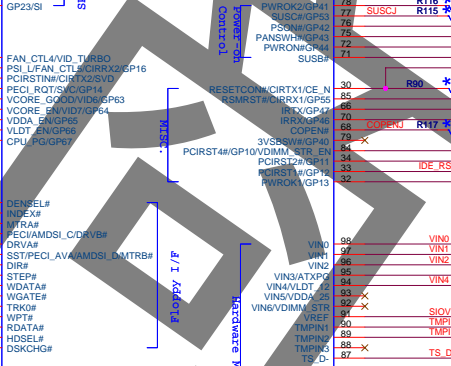 GP23/SI
FAN_CTL4/VID_TURBO
PSI_L/FAN_CTL5/CIRRX2/GP16
PCIRSTIN#/CIRTX2/SVD
PECI_RQT/SVC/GP14
VCORE_GOOD/VID6/GP63
VCORE_EN/VID7/GP64
VDDA_EN/GP65
VLDT_EN/GP66
CPU_PG/GP67
DENSEL#
INDEX#
MTRA#
PECI/AMDSI_C/DRVB#
DRVA#
SST/PECI_AVA/AMDSI_D/MTRB#
DIR#
STEP#
WDATA#
WGATE#
TRK0#
WPT#
RDATA#
HDSEL#
DSKCHG#
MISC.
Floppy I/F
Power-on
Control
Hardware
PWROK2/GP41
SUSC#/GP53
PSON#/GP42
PANSWH#/GP43
PWRON#/GP44
SUSB#
RESETCON#/CIRTX1/CE_N
RSMRST#/CIRRX1/GP55
IRTX/GP47
IRRX/GP46
COPEN#
3VSBSW#/GP40
PCIRST4#/GP10/VDIMM_STR_EN
PCIRST2#/GP11
PCIRST1#/GP12
PWROK1/GP13
VIN0
VIN1
VIN2
VIN3/ATXPG
VIN4/VLDT_12
VIN5/VDDA_25
VIN6/VDIMM_STR
VREF
TMPIN1
TMPIN2
TMPIN3
TS_D-
78
77
76
75
72
71
30
85
66
70
68
79
84
34
33
32
98
97
96
95
94
93
92
91
90
89
88
87
SUSCJ
R116
R115
R90
COPENJ
R117
VIN0
VIN1
VIN2
VIN4